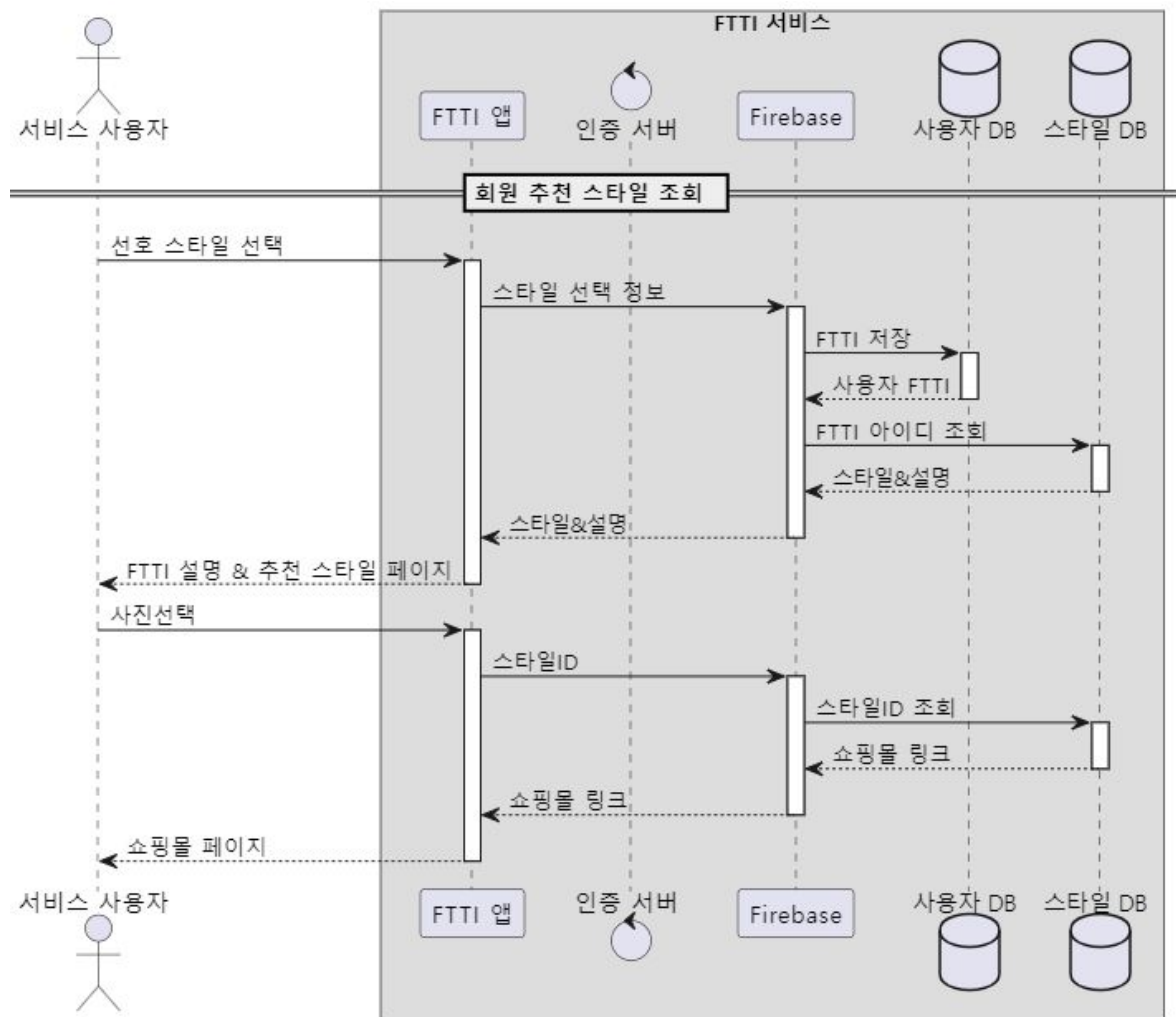 FTTI 서비스
서비스 사용자
FTTI 앱
인증 서버
Firebase
사용자 DB
스타일 DB
회원 추천 스타일 조회
선호 스타일 선택
스타일 선택 정보
FTTI 저장
사용자 FTTI
FTTI 아이디 조회
스타일&설명
스타일&설명
FTTI 설명 & 추천 스타일 페이지
사진선택
스타일ID
스타일ID 조회
쇼핑몰 링크
쇼핑몰 링크
쇼핑몰 페이지
서비스 사용자
FTTI 앱
인증 서버
Firebase
사용자 DB
스타일 DB